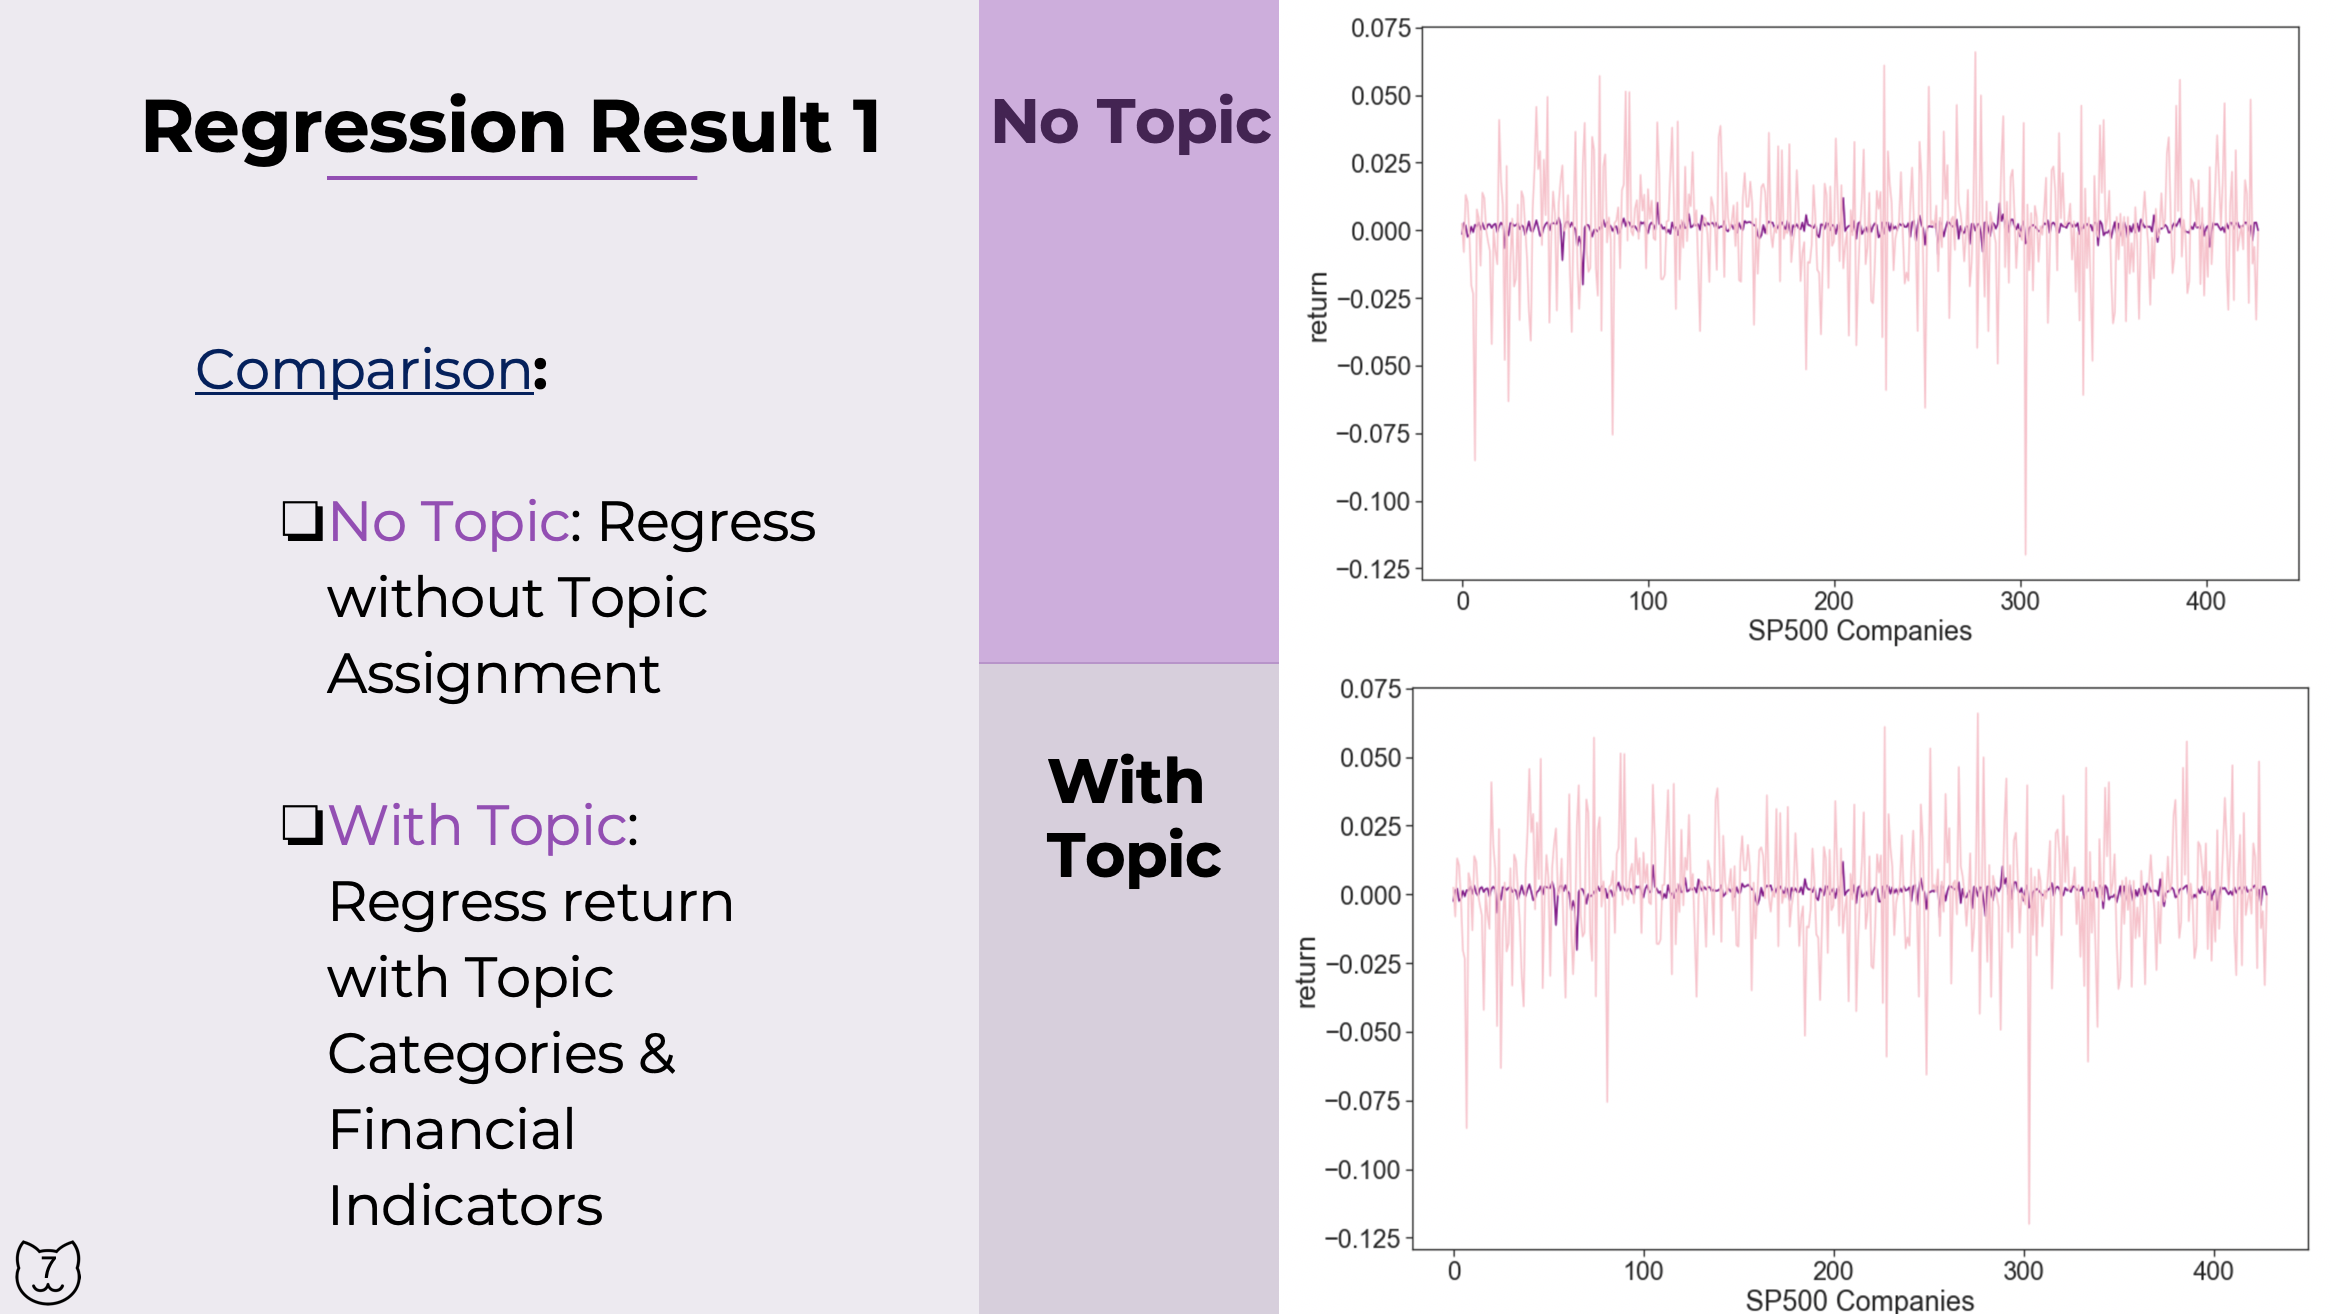 Regression Result 1
Comparison:
❏No Topic: Regress
without Topic
Assignment
❏With Topic:
Regress return
with Topic
Categories &
Financial
Indicators
7
No Topic
With
Topic
0.075
0.050
0.025
0.000
−0.025
−0.050
−0.075
−0.100
−0.125
return
0 100 200 300 400
SP500 Companies
0.075
0.050
0.025
0.000
−0.025
−0.050
−0.075
−0.100
−0.125
return
0 100 200 300 400
SP500 Companies